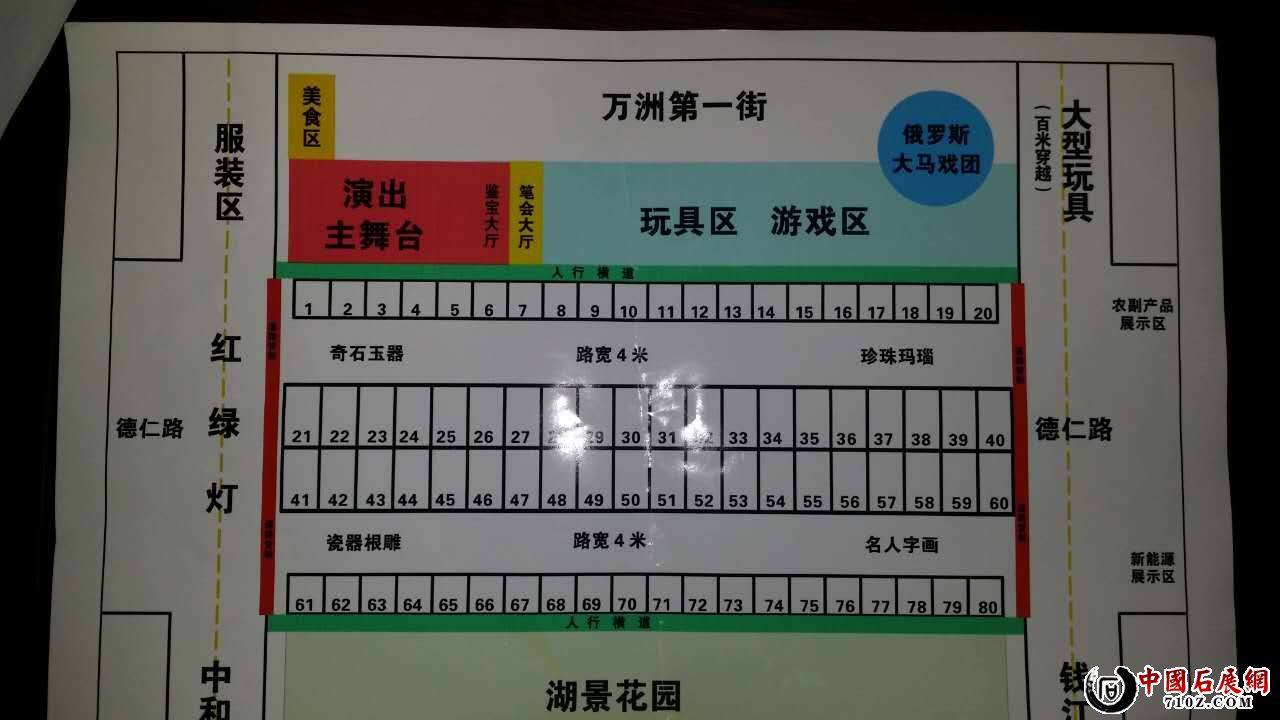 美食区
万洲第一街
俄罗斯
大马戏团
大型玩具
(百米穿越)
服装区
演出
主舞台
鉴宝大厅
笔会大厅
玩具区 游戏区
人行横道
1 2 3 4 5 6 7 8 9 10 11 12 13 14 15 16 17 18 19 20
农副产品
展示区
奇石玉器 路宽4米 珍珠玛瑙
红绿灯
德仁路
德仁路
21 22 23 24 25 26 27 28 29 30 31 32 33 34 35 36 37 38 39 40
41 42 43 44 45 46 47 48 49 50 51 52 53 54 55 56 57 58 59 60
瓷器根雕 路宽4米 名人字画
新能源
展示区
61 62 63 64 65 66 67 68 69 70 71 72 73 74 75 76 77 78 79 80
人行横道
中和
湖景花园
钱江
中國石展網
71OZ.COM